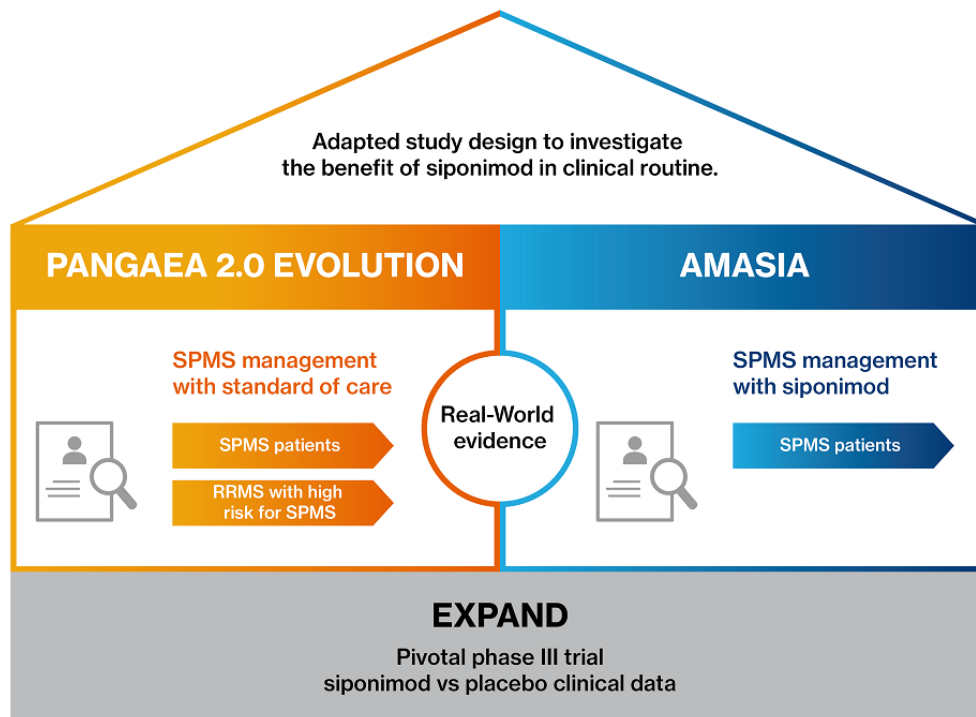 Adapted study design to investigate
the benefit of siponimod in clinical routine.
PANGAEA 2.0 EVOLUTION
AMASIA
SPMS management
with standard of care
SPMS patients
RRMS with high
risk for SPMS
Real-World
evidence
SPMS management
with siponimod
SPMS patients
EXPAND
Pivotal phase III trial
siponimod vs placebo clinical data